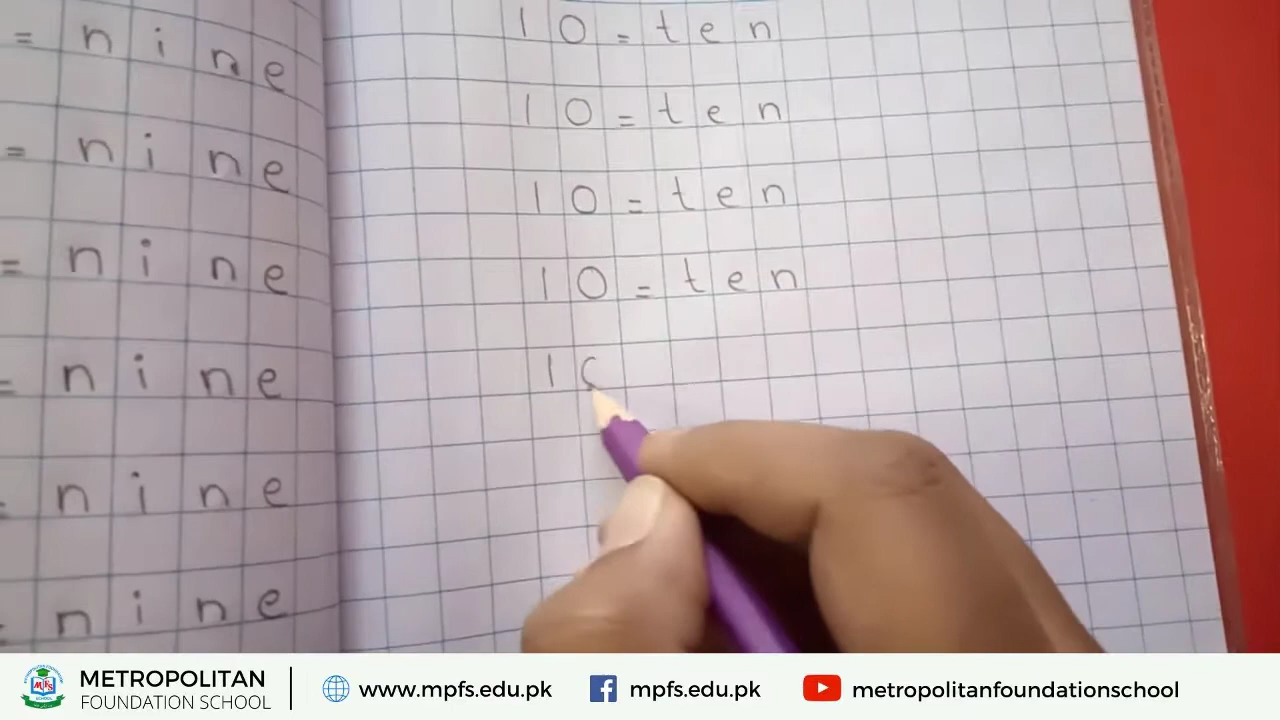 = nine
= nine
= nine
= nine
= nine
= nine
10 = ten
10 = ten
10 = ten
10 = ten
1
METROPOLITAN
FOUNDATION SCHOOL
www.mpfs.edu.pk
mpfs.edu.pk
metropolitanfoundationschool